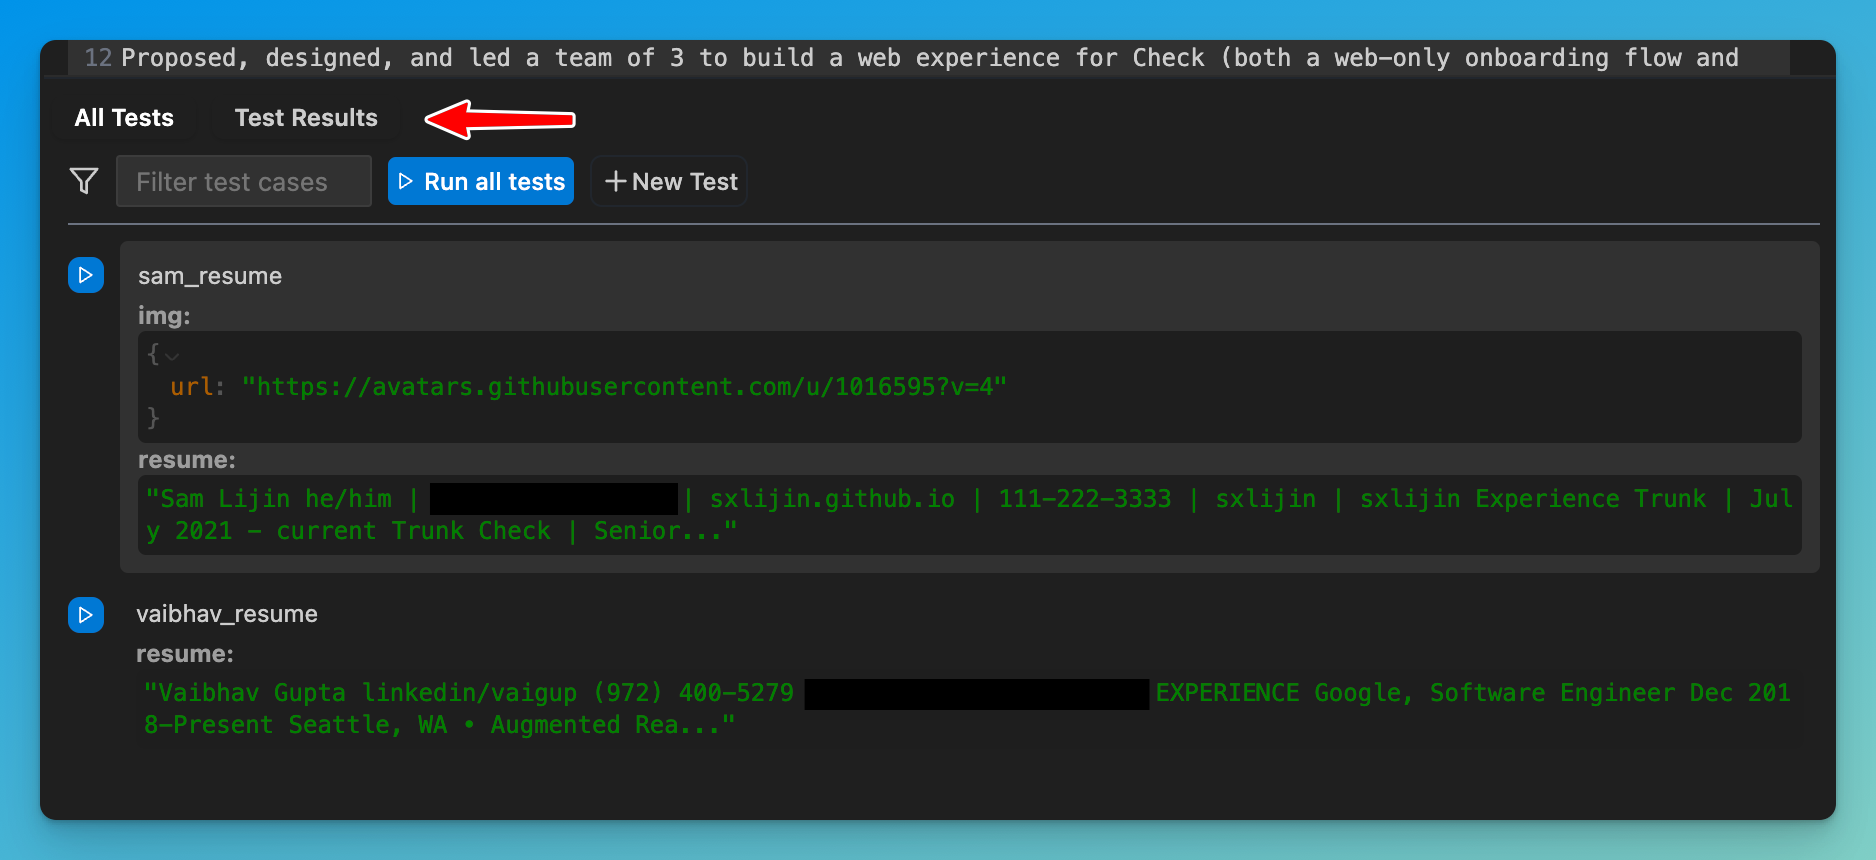 12 Proposed, designed, and led a team of 3 to build a web experience for Check (both a web-only onboarding flow and
All Tests Test Results
Filter test cases Run all tests +New Test
sam_resume
img:
{
url: "https://avatars.githubusercontent.com/u/1016595?v=4"
}
resume:
"Sam Lijin he/him | | sxlijin.github.io | 111-222-3333 | sxlijin | sxlijin Experience Trunk | Jul
y 2021 - current Trunk Check | Senior..."
vaibhav_resume
resume:
"Vaibhav Gupta linkedin/vaigup (972) 400-5279 EXPERIENCE Google, Software Engineer Dec 201
8-Present Seattle, WA • Augmented Rea..."